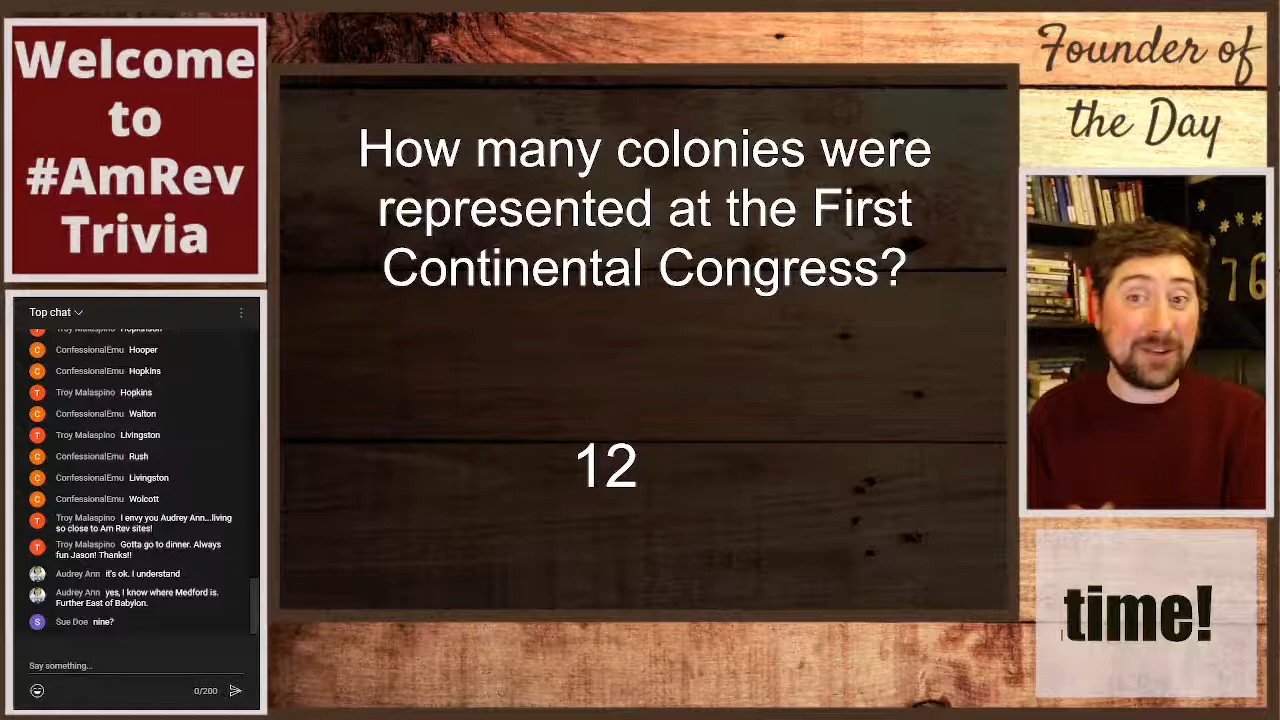 Welcome
to
#AmRev
Trivia
How many colonies were
represented at the First
Continental Congress?
12
Founder of
the Day
76
time!
Top chat
Troy Malaspino Hopkinson
ConfessionalEmu Hooper
ConfessionalEmu Hopkins
Troy Malaspino Hopkins
ConfessionalEmu Walton
Troy Malaspino Livingston
ConfessionalEmu Rush
ConfessionalEmu Livingston
ConfessionalEmu Wolcott
Troy Malaspino I envy you Audrey Ann...living
so close to Am Rev sites!
Troy Malaspino Gotta go to dinner. Always
fun Jason! Thanks!!
Audrey Ann it's ok. I understand
Audrey Ann yes, I know where Medford is.
Further East of Babylon.
Sue Doe nine?
Say something...
0/200